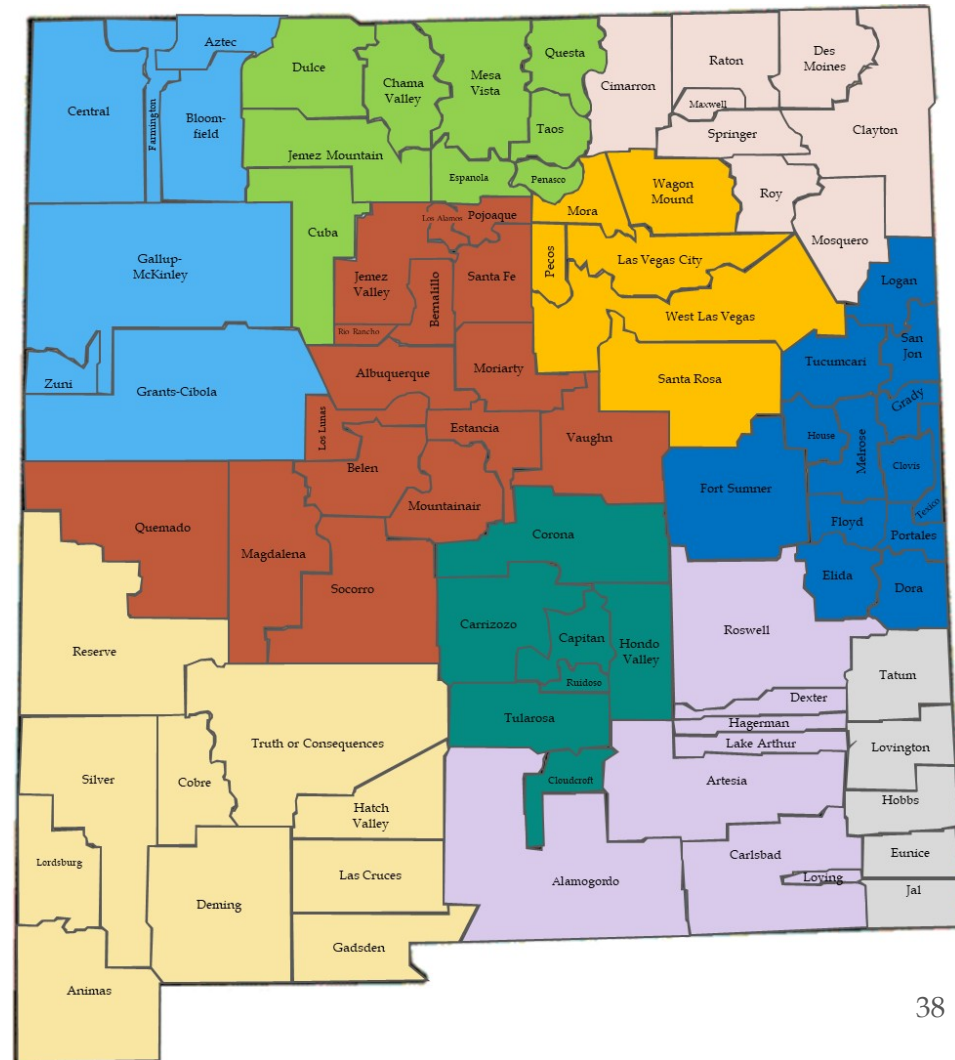 Aztec
Central
Farmington
Bloom-
field
Dulce
Chama
Valley
Mesa
Vista
Questa
Taos
Jemez Mountain
Espanola
Penasco
Cuba
Cimarron
Raton
Des
Moines
Maxwell
Springer
Clayton
Roy
Mosquero
Wagon
Mound
Mora
Pecos
Las Vegas City
West Las Vegas
Santa Rosa
Gallup-
McKinley
Zuni
Grants-Cibola
Los Alamos
Pojoaque
Jemez
Valley
Bernalillo
Santa Fe
Rio Rancho
Albuquerque
Moriarty
Los Lunas
Estancia
Vaughn
Belen
Mountainair
Quemado
Magdalena
Socorro
Logan
San
Jon
Tucumcari
Grady
House
Melrose
Clovis
Fort Sumner
Texico
Floyd
Portales
Elida
Dora
Corona
Carrizozo
Capitan
Hondo
Valley
Ruidoso
Tularosa
Cloudcroft
Roswell
Dexter
Hagerman
Lake Arthur
Artesia
Carlsbad
Loving
Alamogordo
Tatum
Lovington
Hobbs
Eunice
Jal
Reserve
Truth or Consequences
Silver
Cobre
Hatch
Valley
Lordsburg
Las Cruces
Deming
Gadsden
Animas
38